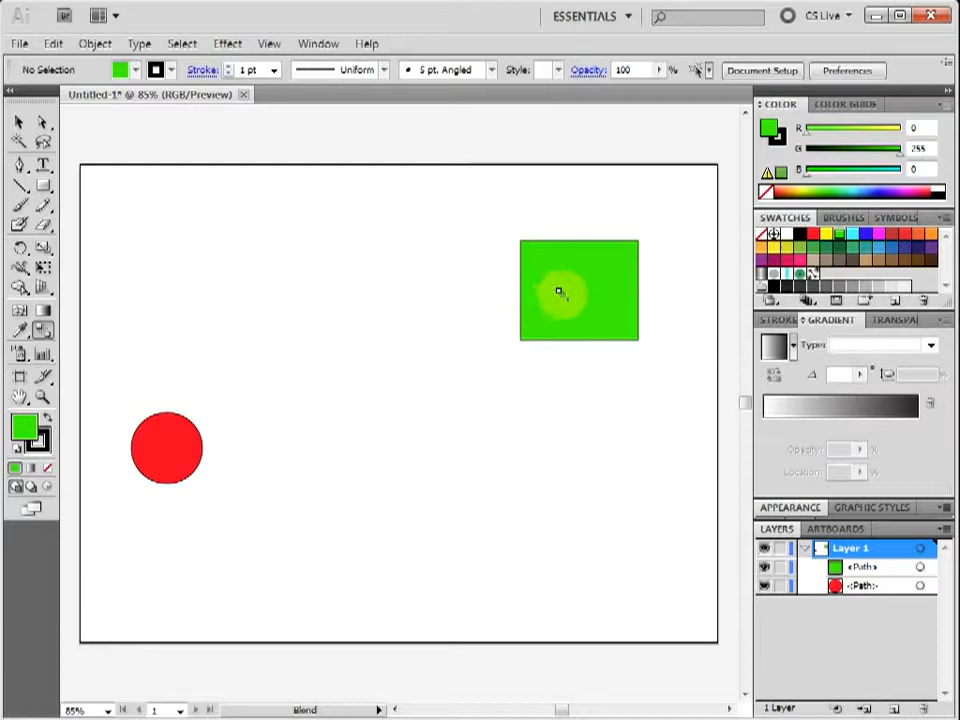 Ai Br ESSENTIALS CS Live
File Edit Object Type Select Effect View Window Help
No Selection Stroke: 1 pt Uniform 5 pt. Angled Style: Opacity: 100 % Document Setup Preferences
Untitled-1* @ 85% (RGB/Preview)
COLOR COLOR GUIDE
R 0
G 255
B 0
SWATCHES BRUSHES SYMBOLS
STROKE GRADIENT TRANSPA
Type:
°
%
Opacity: %
Location: %
APPEARANCE GRAPHIC STYLES
LAYERS ARTBOARDS
Layer 1
<Path>
<Path>
1 Layer
85% 1 Blend